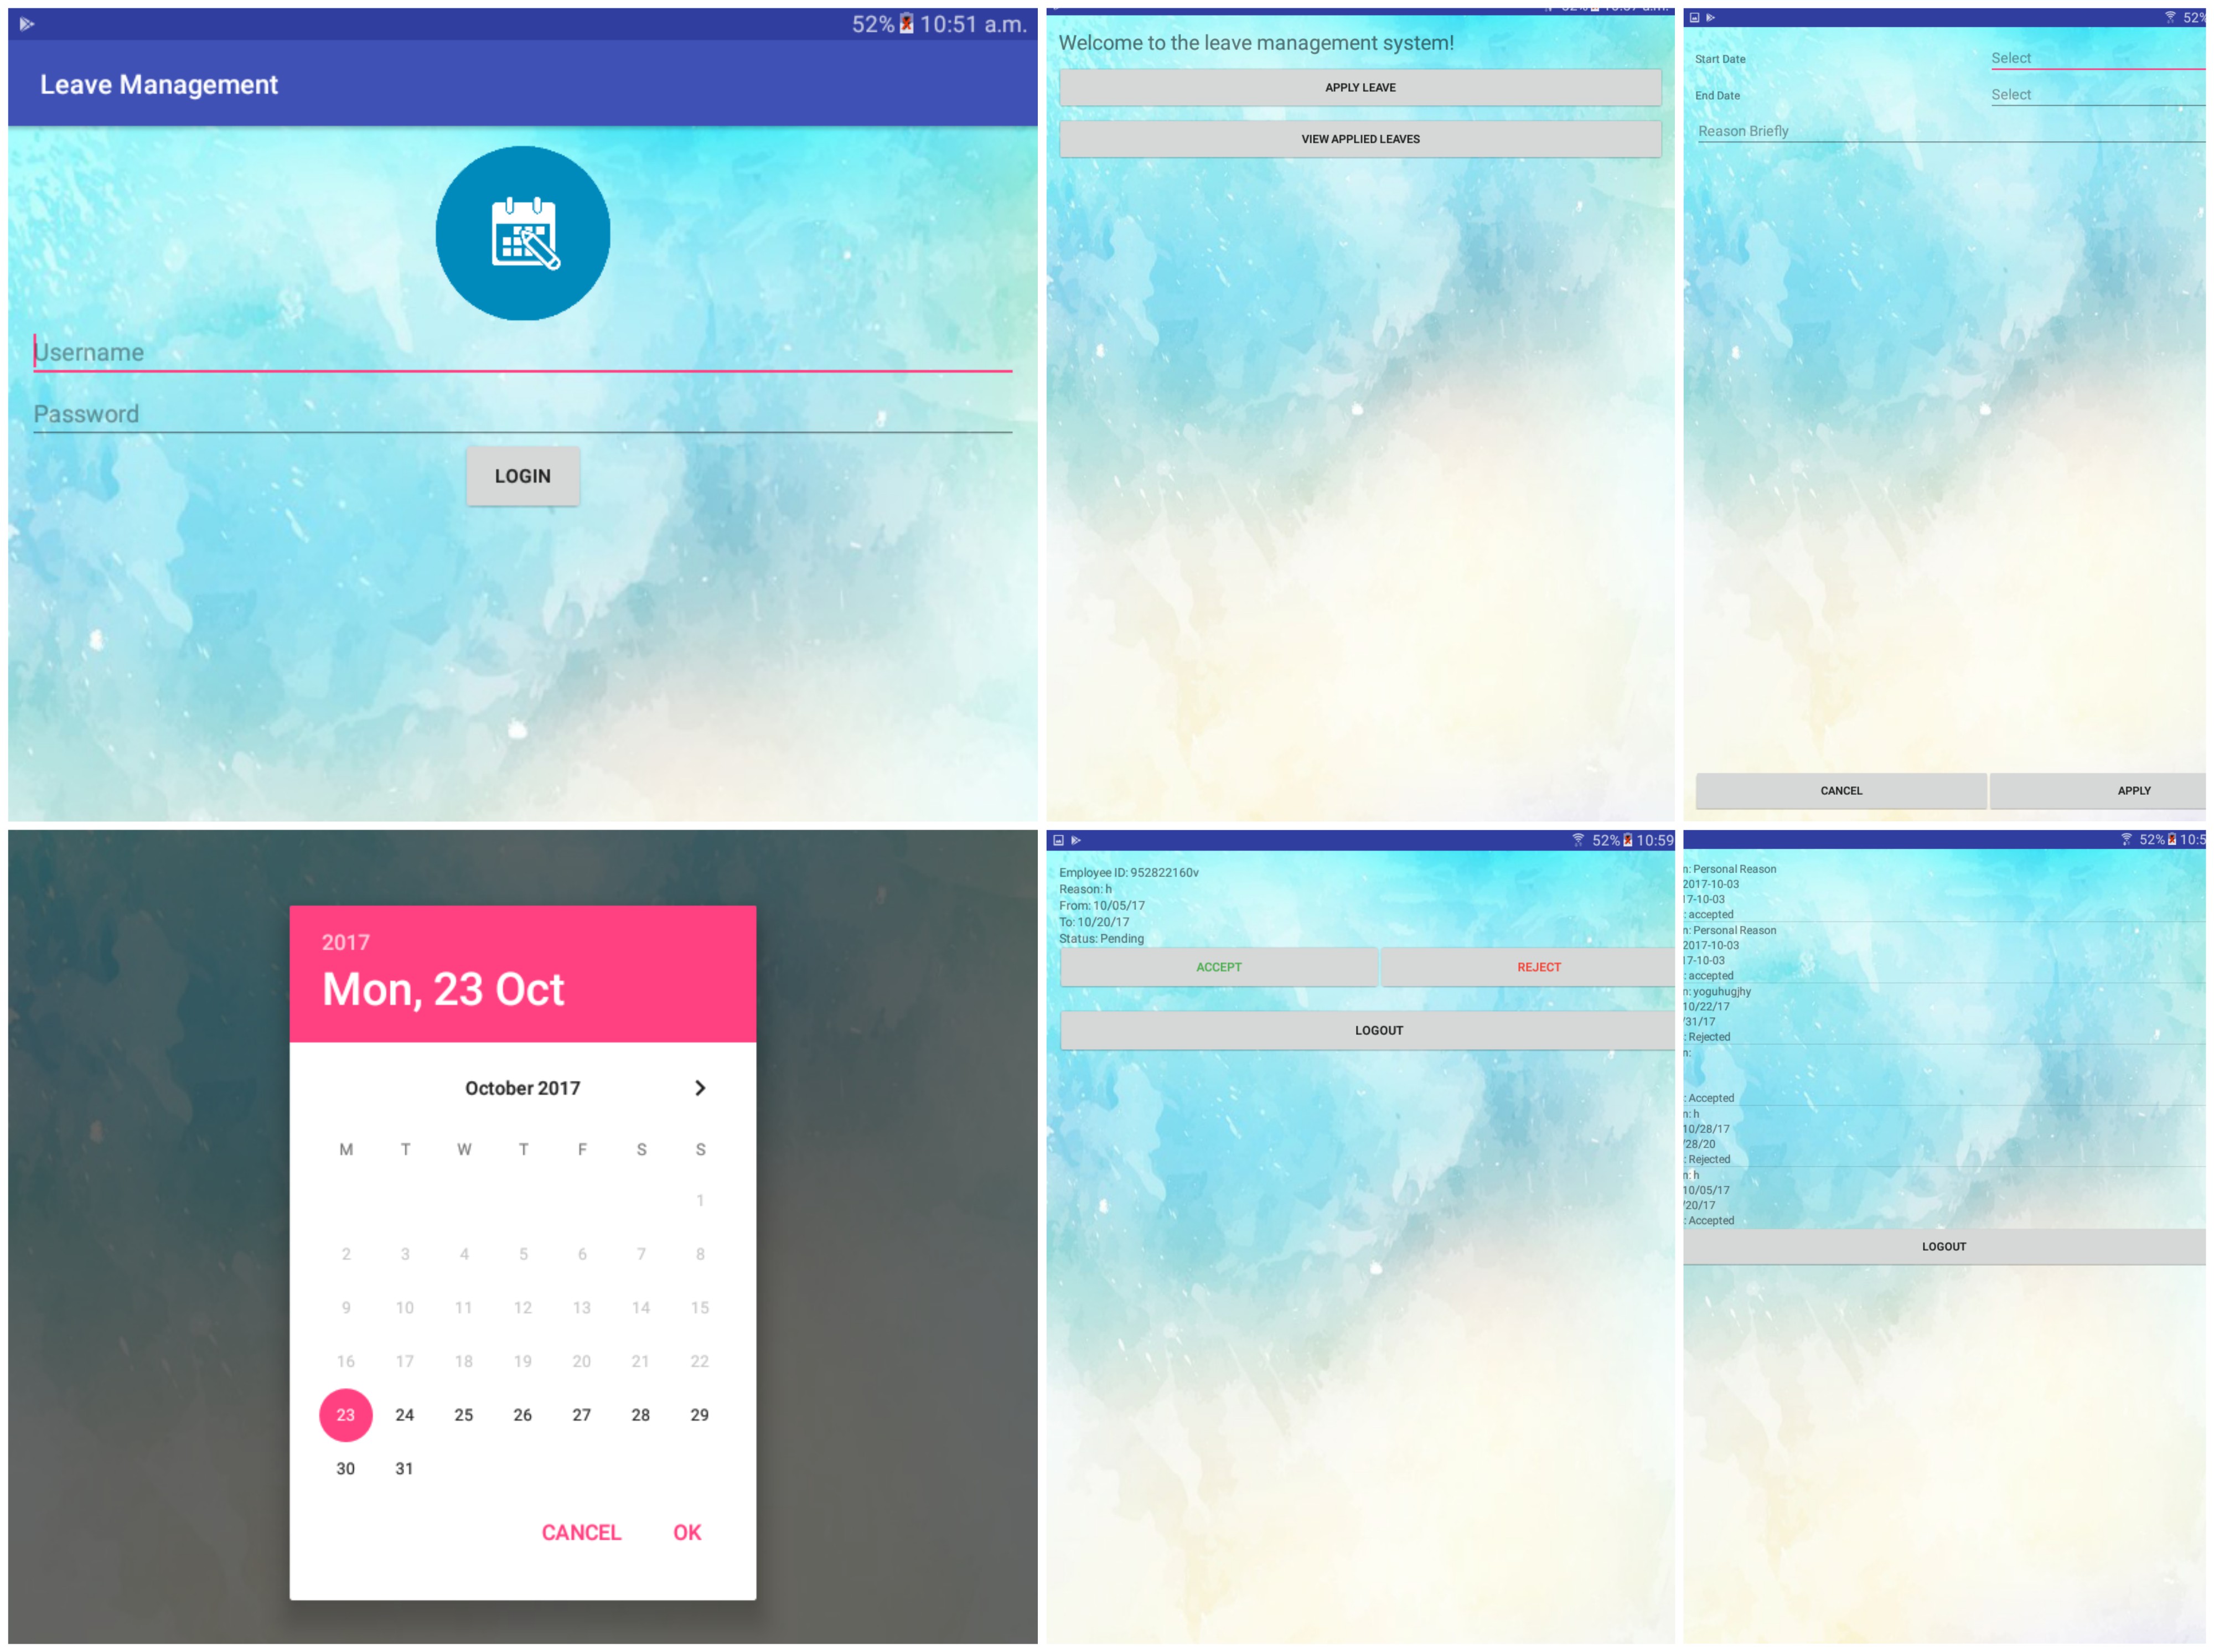 52% 10:51 a.m.
Leave Management
Username
Password
LOGIN
Welcome to the leave management system!
APPLY LEAVE
VIEW APPLIED LEAVES
52%
Start Date
Select
End Date
Select
Reason Briefly
CANCEL
APPLY
2017
Mon, 23 Oct
October 2017
M T W T F S S
1
2 3 4 5 6 7 8
9 10 11 12 13 14 15
16 17 18 19 20 21 22
23 24 25 26 27 28 29
30 31
CANCEL OK
52% 10:59
Employee ID: 952822160v
Reason: h
From: 10/05/17
To: 10/20/17
Status: Pending
ACCEPT REJECT
LOGOUT
52% 10:5
n: Personal Reason
2017-10-03
17-10-03
: accepted
n: Personal Reason
2017-10-03
17-10-03
: accepted
n: yoguhugjhy
10/22/17
/31/17
: Rejected
n:
: Accepted
n: h
10/28/17
/28/20
: Rejected
n: h
10/05/17
/20/17
: Accepted
LOGOUT